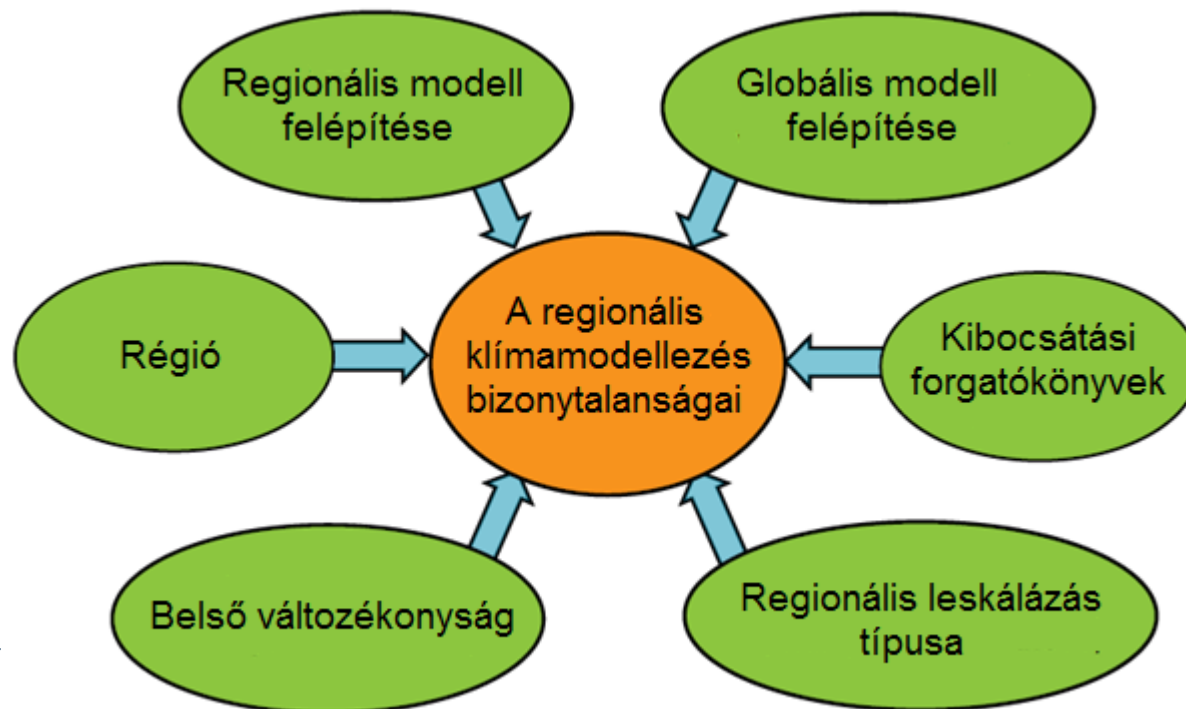 Regionális modell
felépítése
Globális modell
felépítése
Régió
A regionális
klímamodellezés
bizonytalanságai
Kibocsátási
forgatókönyvek
Belső változékonyság
Regionális leskálázás
típusa